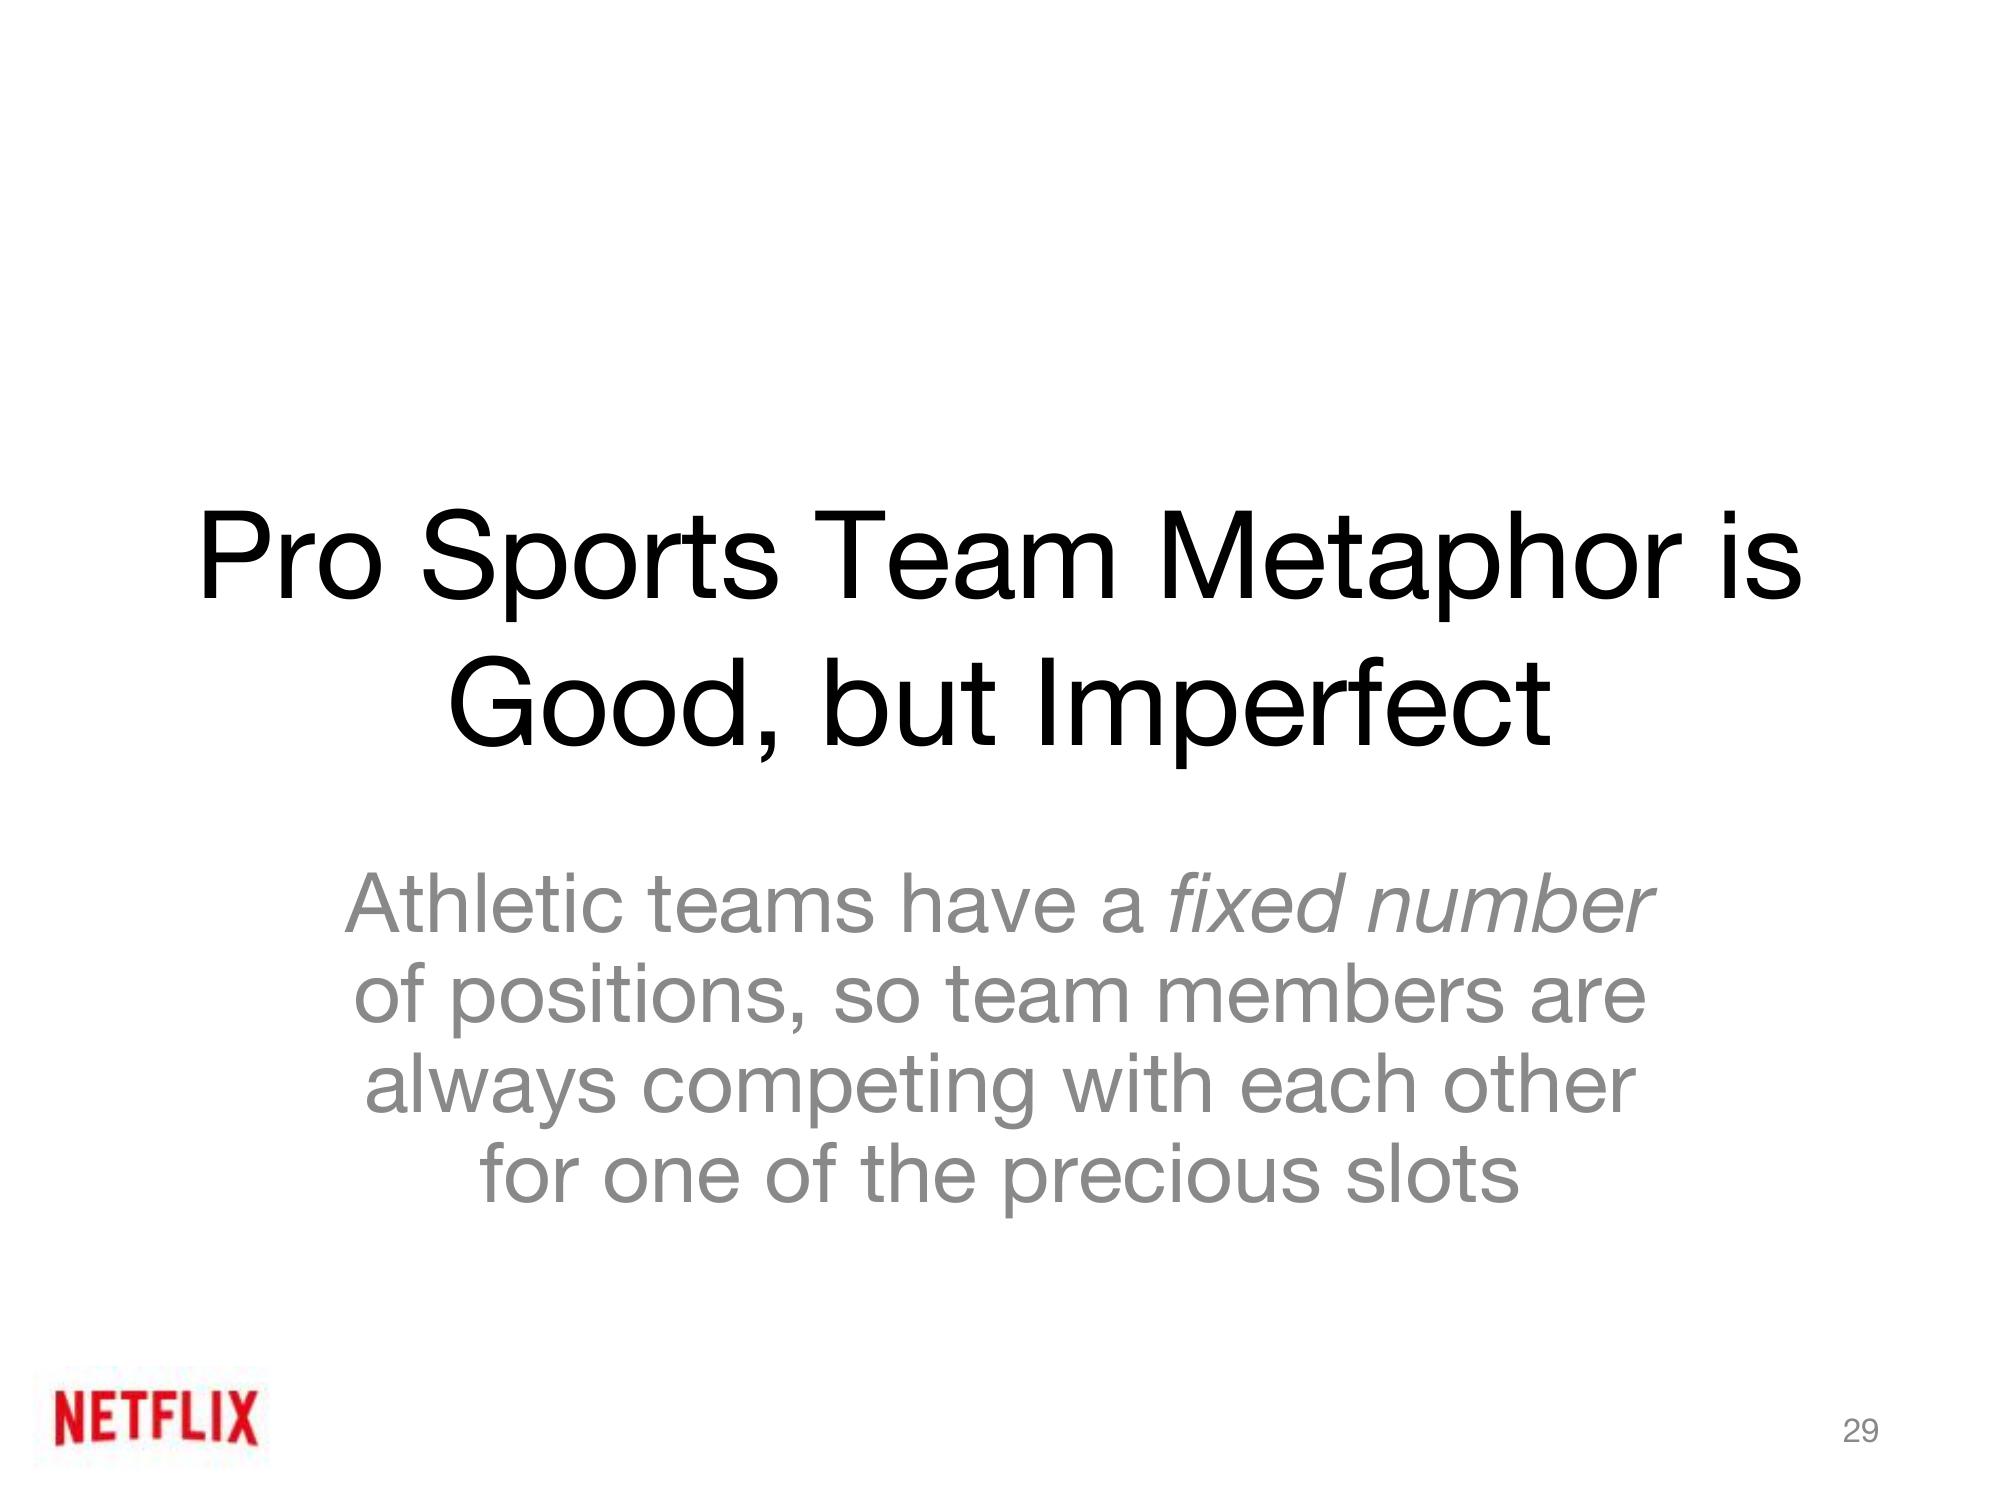 Pro Sports Team Metaphor is
Good, but Imperfect
Athletic teams have a fixed number
of positions, so team members are
always competing with each other
for one of the precious slots
NETFLIX
29